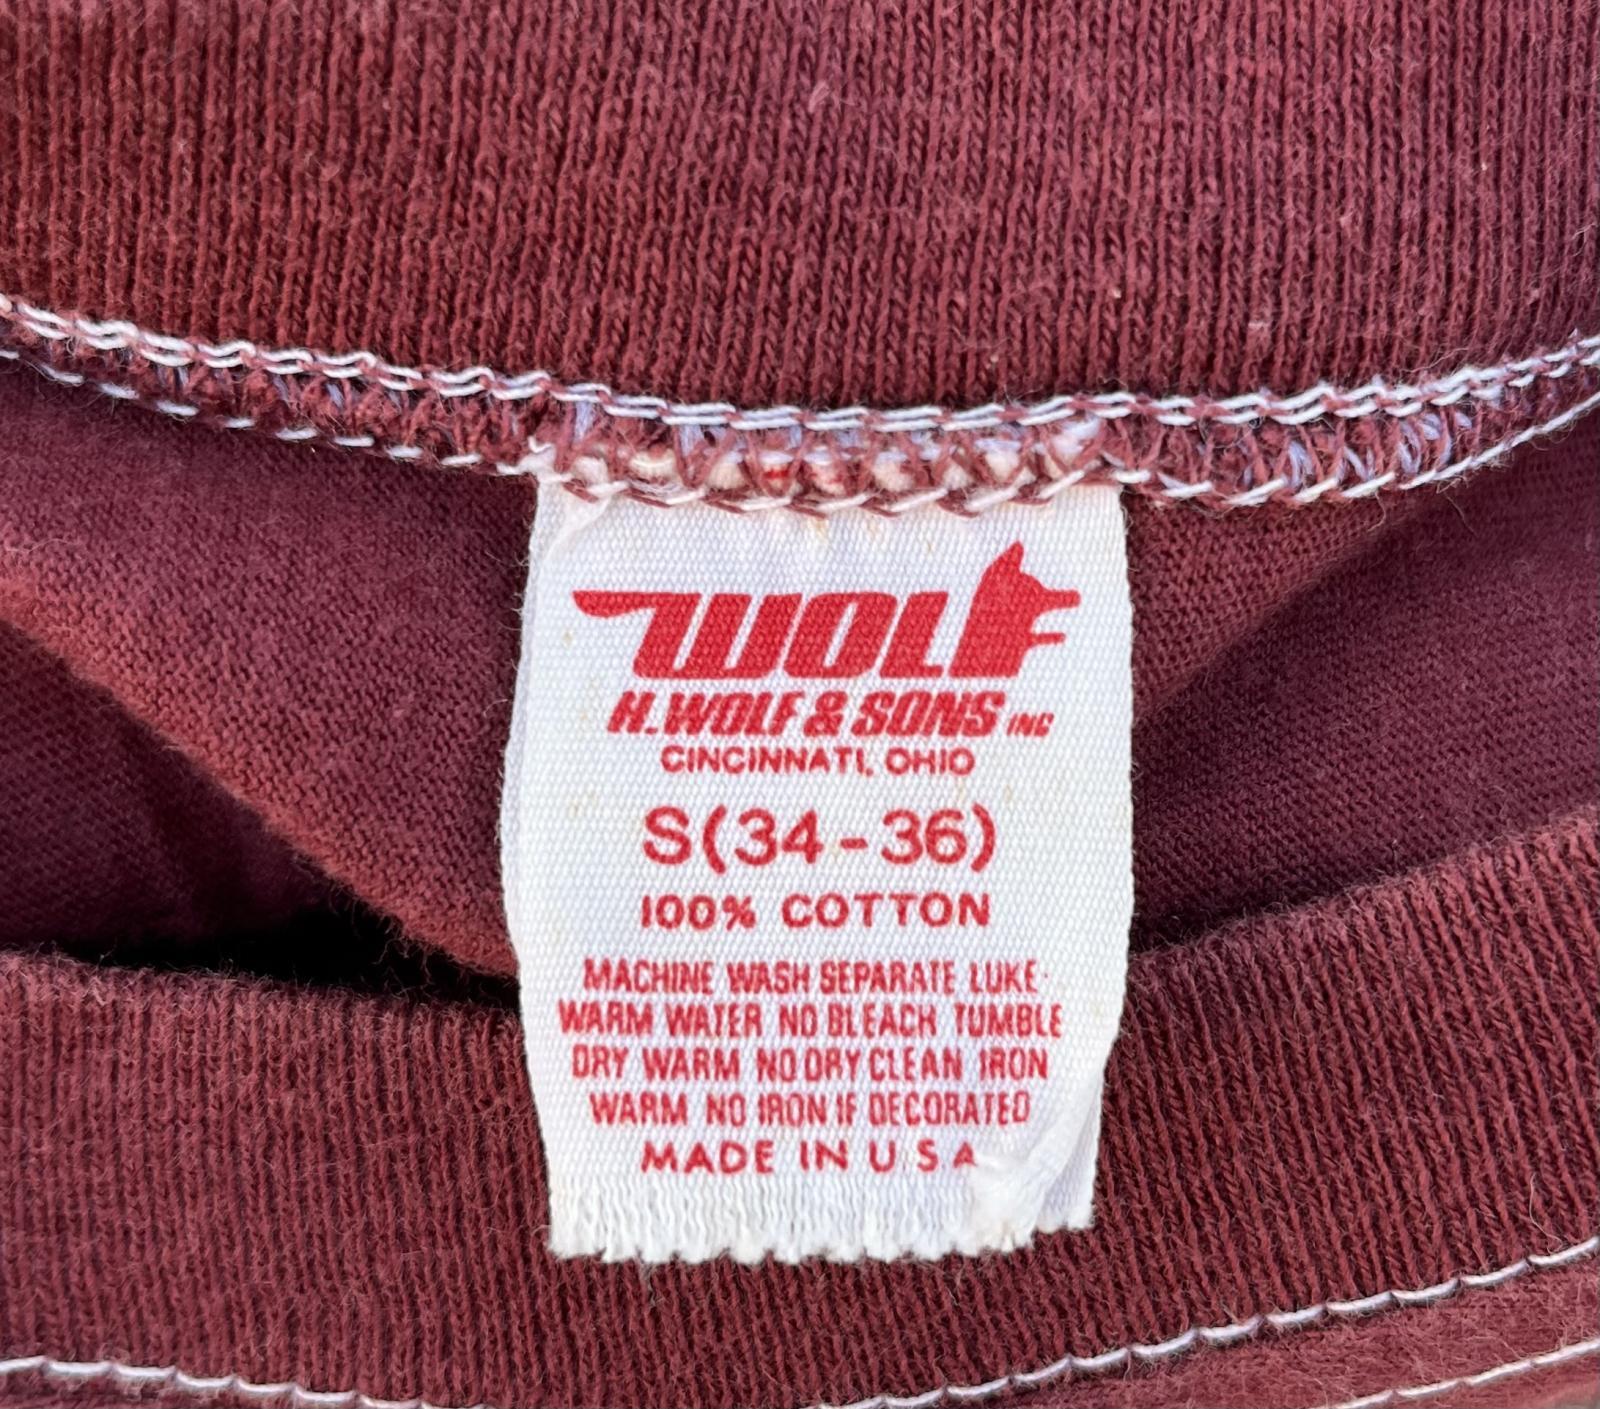 WOLF
H. WOLF & SONS INC
CINCINNATI, OHIO
S(34-36)
100% COTTON
MACHINE WASH SEPARATE LUKE-
WARM WATER NO BLEACH TUMBLE
DRY WARM NO DRY CLEAN IRON
WARM NO IRON IF DECORATED
MADE IN U S A